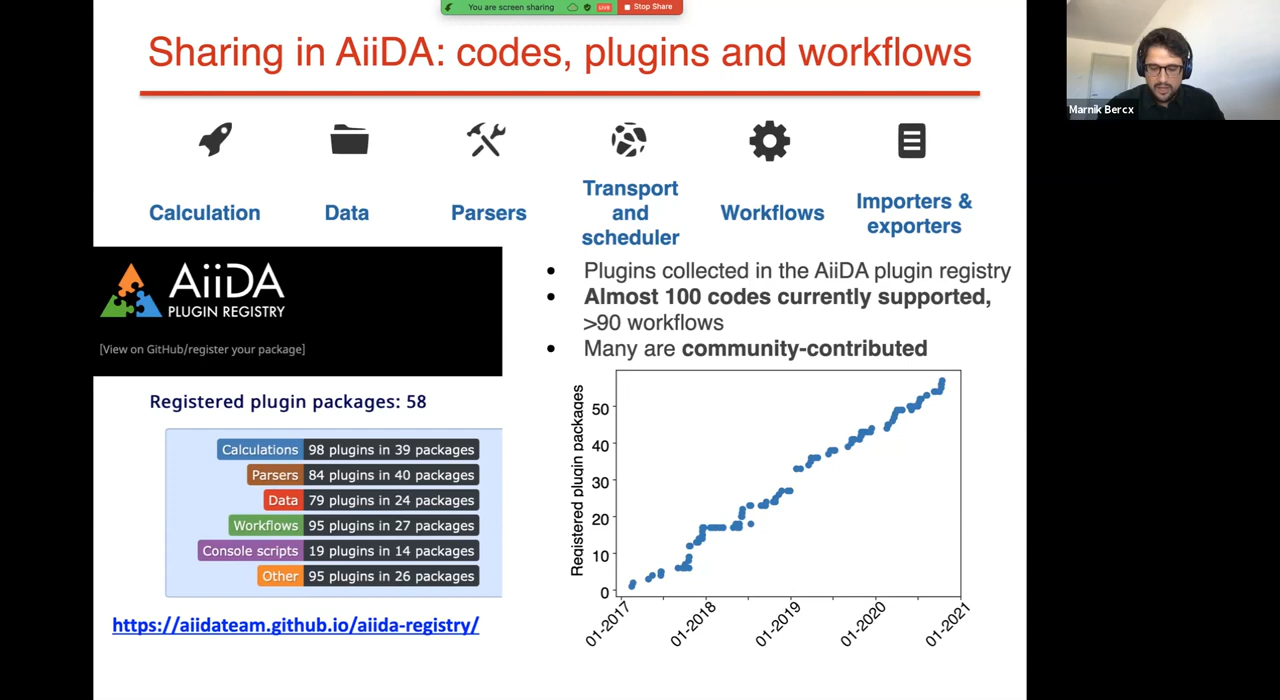 You are screen sharing
LIVE
Stop Share
Sharing in AiiDA: codes, plugins and workflows
Marnik Bercx
Calculation
Data
Parsers
Transport
and
scheduler
Workflows
Importers &
exporters
AiiDA
PLUGIN REGISTRY
[View on GitHub/register your package]
• Plugins collected in the AiiDA plugin registry
• Almost 100 codes currently supported,
>90 workflows
• Many are community-contributed
Registered plugin packages: 58
Calculations 98 plugins in 39 packages
Parsers 84 plugins in 40 packages
Data 79 plugins in 24 packages
Workflows 95 plugins in 27 packages
Console scripts 19 plugins in 14 packages
Other 95 plugins in 26 packages
https://aiidateam.github.io/aiida-registry/
Registered plugin packages
50
40
30
20
10
0
01-2017
01-2018
01-2019
01-2020
01-2021